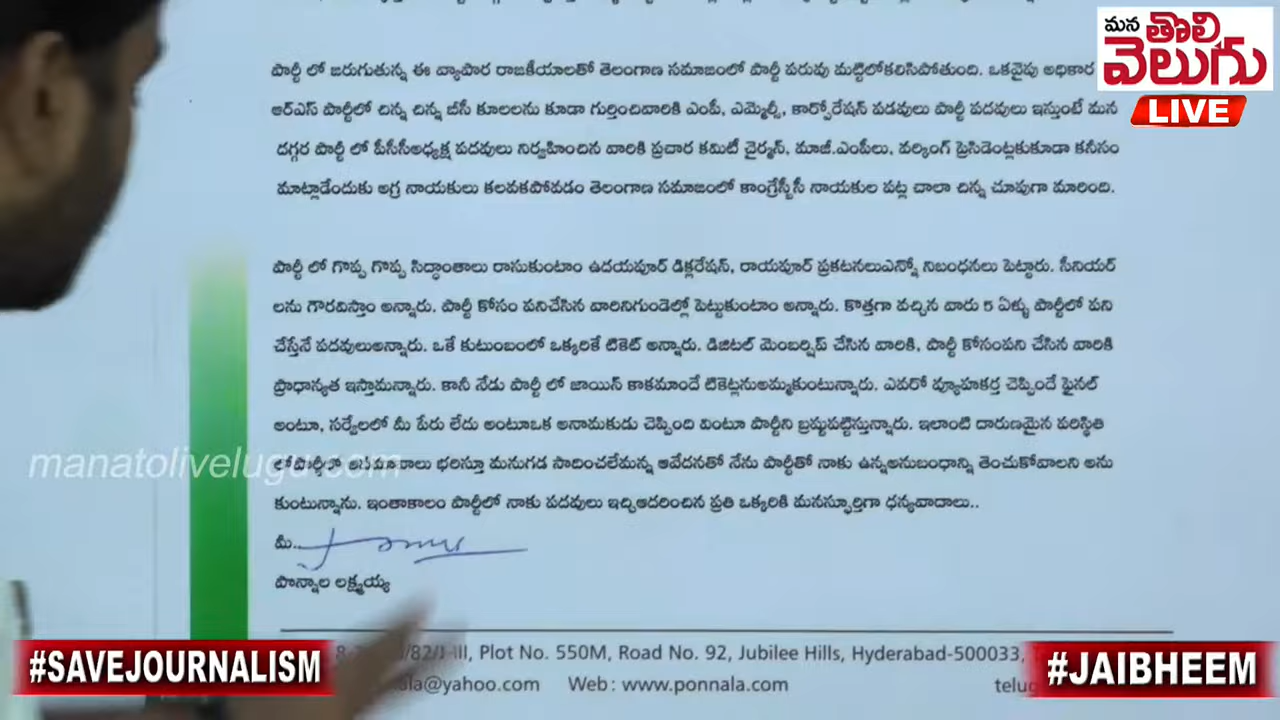 మన
తొలి
వెలుగు
LIVE
పార్టీ లో జరుగుతున్న ఈ వ్యాపార రాజకీయాలతో తెలంగాణ సమాజంలో పార్టీ పరువు మట్టిలోకలిసిపోతుంది. ఒకవైపు అధికార
ఆర్ఎస్ పార్టీలో చిన్న చిన్న బీసీ కూలలను కూడా గుర్తించివారికి ఎంపీ, ఎమ్మెల్సీ, కార్పోరేషన్ పడవులు పార్టీ పదవులు ఇస్తుంటే మన
దగ్గర పార్టీ లో పీసీసీఅధ్యక్ష పదవులు నిర్వహించిన వారికి ప్రచార కమిటీ చైర్మన్, మాజీ.ఎంపీలు, వర్కింగ్ ప్రెసిడెంట్లకుకూడా కనీసం
మాట్లాడేందుకు అగ్ర నాయకులు కలవకపోవడం తెలంగాణ సమాజంలో కాంగ్రేస్బీసీ నాయకుల పట్ల చాలా చిన్న చూపుగా మారింది.
పార్టీ లో గొప్ప గొప్ప సిద్ధాంతాలు రాసుకుంటాం ఉదయపూర్ డిక్లరేషన్, రాయపూర్ ప్రకటనలుఎన్నో నిబంధనలు పెట్టారు. సీనియర్
లను గౌరవిస్తాం అన్నారు. పార్టీ కోసం పనిచేసిన వారినిగుండెల్లో పెట్టుకుంటాం అన్నారు. కొత్తగా వచ్చిన వారు 5 ఏళ్ళు పార్టీలో పని
చేస్తేనే పదవులుఅన్నారు. ఒకే కుటుంబంలో ఒక్కరికే టికెట్ అన్నారు. డిజిటల్ మెంబర్షిప్ చేసిన వారికి, పార్టీ కోసంపని చేసిన వారికి
ప్రాధాన్యత ఇస్తామన్నారు. కానీ నేడు పార్టీ లో జాయిన్ కాకమాందే టికెట్లనుఅమ్మకుంటున్నారు. ఎవరో వ్యూహకర్త చెప్పిందే ఫైనల్
అంటూ, సర్వేలలో మీ పేరు లేదు అంటూఒక అనామకుడు చెప్పింది వింటూ పార్టీని బ్రష్టుపట్టిస్తున్నారు. ఇలాంటి దారుణమైన పరిస్థితి
భరిస్తూ మనుగడ సాదించలేమన్న ఆవేదనతో నేను పార్టీతో నాకు ఉన్నఅనుబంధాన్ని తెంచుకోవాలని అను
కుంటున్నాను. ఇంతాకాలం పార్టీలో నాకు పదవులు ఇచ్చిఆదరించిన ప్రతి ఒక్కరికి మనస్ఫూర్తిగా ధన్యవాదాలు..
మీ..
పొన్నాల లక్ష్మయ్య
manatolivelugu.com
Plot No. 550M, Road No. 92, Jubilee Hills, Hyderabad-500033,
@yahoo.com Web: www.ponnala.com
#SAVEJOURNALISM
#JAIBHEEM